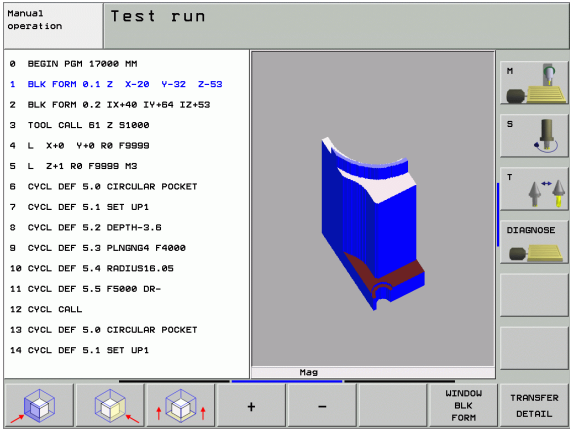 Manual
operation
Test run
0 BEGIN PGM 17000 MM
1 BLK FORM 0.1 Z X-20 Y-32 Z-53
2 BLK FORM 0.2 IX+40 IY+64 IZ+53
3 TOOL CALL 61 Z S1000
4 L X+0 Y+0 R0 F9999
5 L Z+1 R0 F9999 M3
6 CYCL DEF 5.0 CIRCULAR POCKET
7 CYCL DEF 5.1 SET UP1
8 CYCL DEF 5.2 DEPTH-3.6
9 CYCL DEF 5.3 PLNGNG4 F4000
10 CYCL DEF 5.4 RADIUS16.05
11 CYCL DEF 5.5 F5000 DR-
12 CYCL CALL
13 CYCL DEF 5.0 CIRCULAR POCKET
14 CYCL DEF 5.1 SET UP1
Mag
M
S
T
DIAGNOSE
+
-
WINDOW
BLK
FORM
TRANSFER
DETAIL